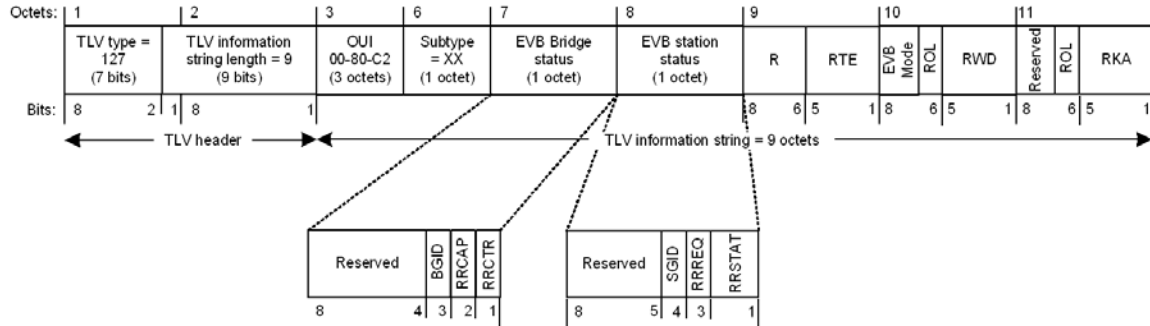 Octets: 1 2 3 6 7 8 9 10 11
TLV type =
127
(7 bits)
TLV information
string length = 9
(9 bits)
OUI
00-80-C2
(3 octets)
Subtype
= XX
(1 octet)
EVB Bridge
status
(1 octet)
EVB station
status
(1 octet)
R
RTE
EVB
Mode
ROL
RWD
Reserved
ROL
RKA
Bits: 8 2 1 8 1 8 6 5 1 8 6 5 1 8 6 5 1
TLV header
TLV information string = 9 octets
Reserved
BGID
RRCAP
RRCTR
Reserved
SGID
RRREQ
RRSTAT
8 4 3 2 1
8 5 4 3 1